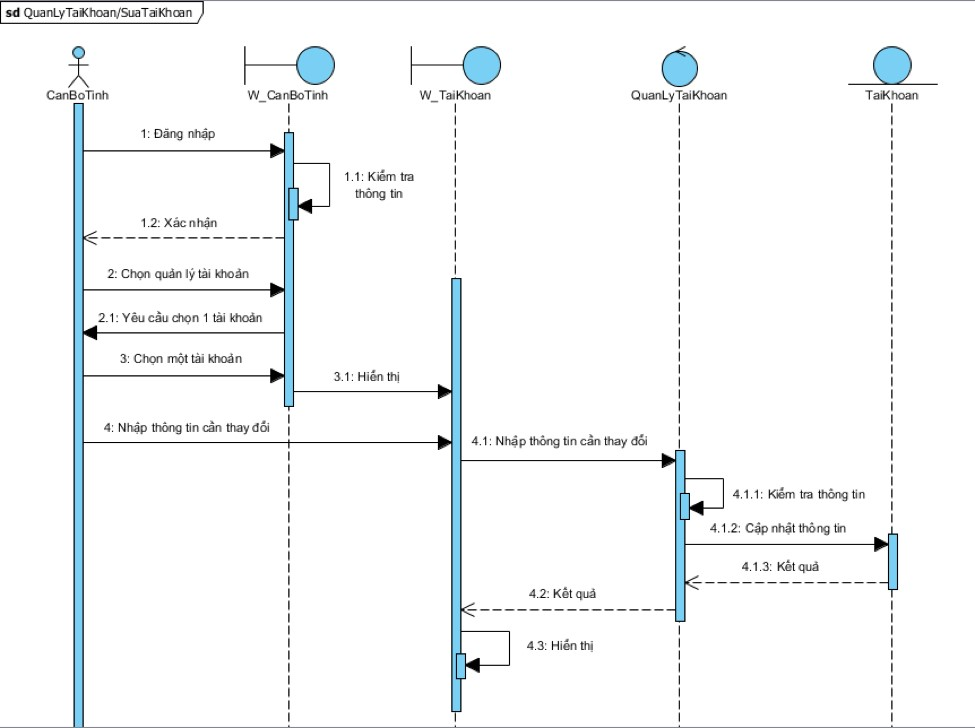 sd QuanLyTaiKhoan/SuaTaiKhoan
CanBoTinh
W_CanBoTinh
W_TaiKhoan
QuanLyTaiKhoan
TaiKhoan
1: Đăng nhập
1.1: Kiểm tra
thông tin
1.2: Xác nhận
2: Chọn quản lý tài khoản
2.1: Yêu cầu chọn 1 tài khoản
3: Chọn một tài khoản
3.1: Hiển thị
4: Nhập thông tin cần thay đổi
4.1: Nhập thông tin cần thay đổi
4.1.1: Kiểm tra thông tin
4.1.2: Cập nhật thông tin
4.1.3: Kết quả
4.2: Kết quả
4.3: Hiển thị